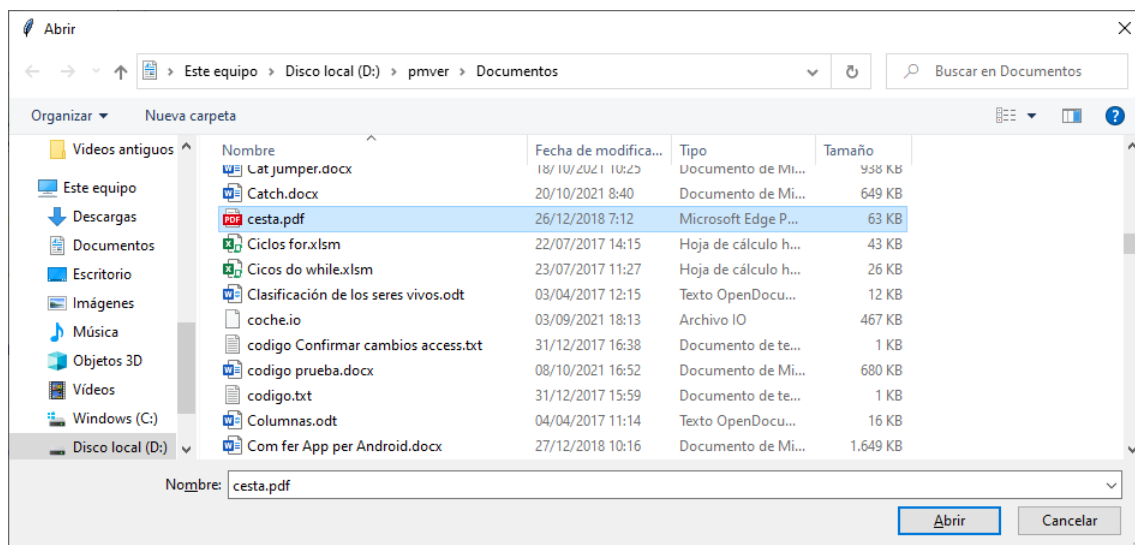 Abrir
Este equipo > Disco local (D:) > pmver > Documentos
Buscar en Documentos
Organizar
Nueva carpeta
Videos antiguos
Este equipo
Descargas
Documentos
Escritorio
Imágenes
Música
Objetos 3D
Vídeos
Windows (C:)
Disco local (D:)
Nombre Fecha de modifica... Tipo Tamaño
Cat jumper.docx 18/10/2021 10:25 Documento de Mi... 938 KB
Catch.docx 20/10/2021 8:40 Documento de Mi... 649 KB
cesta.pdf 26/12/2018 7:12 Microsoft Edge P... 63 KB
Ciclos for.xlsm 22/07/2017 14:15 Hoja de cálculo h... 43 KB
Cicos do while.xlsm 23/07/2017 11:27 Hoja de cálculo h... 26 KB
Clasificación de los seres vivos.odt 03/04/2017 12:15 Texto OpenDocu... 12 KB
coche.io 03/09/2021 18:13 Archivo IO 467 KB
codigo Confirmar cambios access.txt 31/12/2017 16:38 Documento de te... 1 KB
codigo prueba.docx 08/10/2021 16:52 Documento de Mi... 680 KB
codigo.txt 31/12/2017 15:59 Documento de te... 1 KB
Columnas.odt 04/04/2017 11:14 Texto OpenDocu... 16 KB
Com fer App per Android.docx 27/12/2018 10:16 Documento de Mi... 1.649 KB
Nombre: cesta.pdf
Abrir
Cancelar